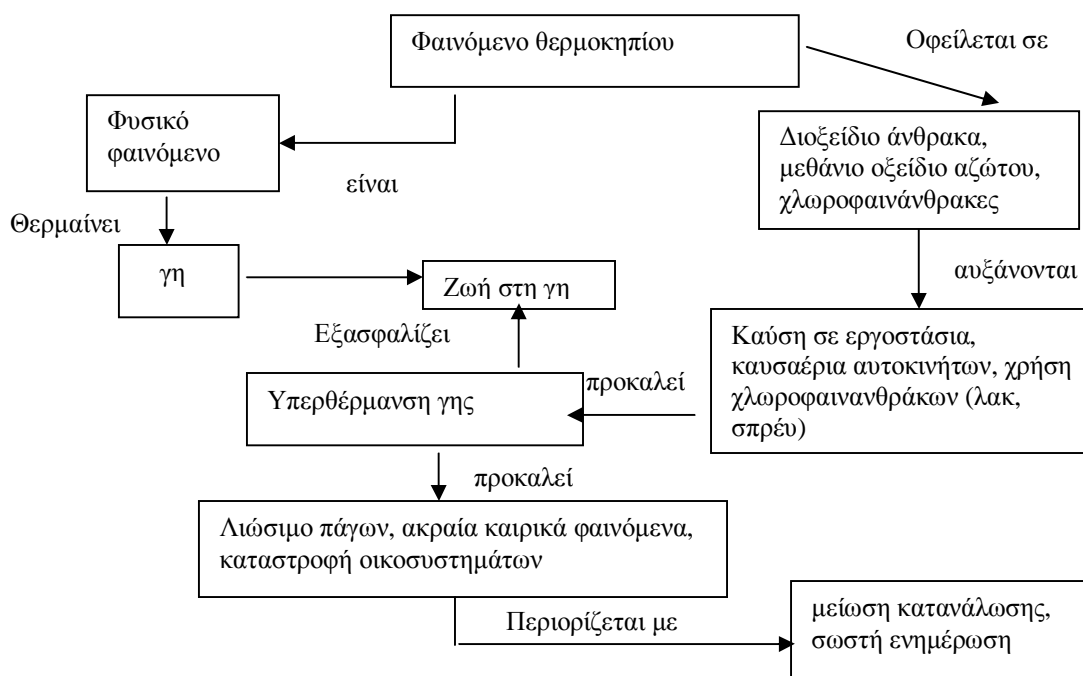 Φαινόμενο θερμοκηπίου
Οφείλεται σε
Φυσικό
φαινόμενο
Διοξείδιο άνθρακα,
μεθάνιο οξείδιο αζώτου,
χλωροφαινάνθρακες
είναι
Θερμαίνει
γη
Ζωή στη γη
αυξάνονται
Εξασφαλίζει
Καύση σε εργοστάσια,
καυσαέρια αυτοκινήτων, χρήση
χλωροφαινανθράκων (λακ,
σπρέυ)
προκαλεί
Υπερθέρμανση γης
προκαλεί
Λιώσιμο πάγων, ακραία καιρικά φαινόμενα,
καταστροφή οικοσυστημάτων
Περιορίζεται με
μείωση κατανάλωσης,
σωστή ενημέρωση